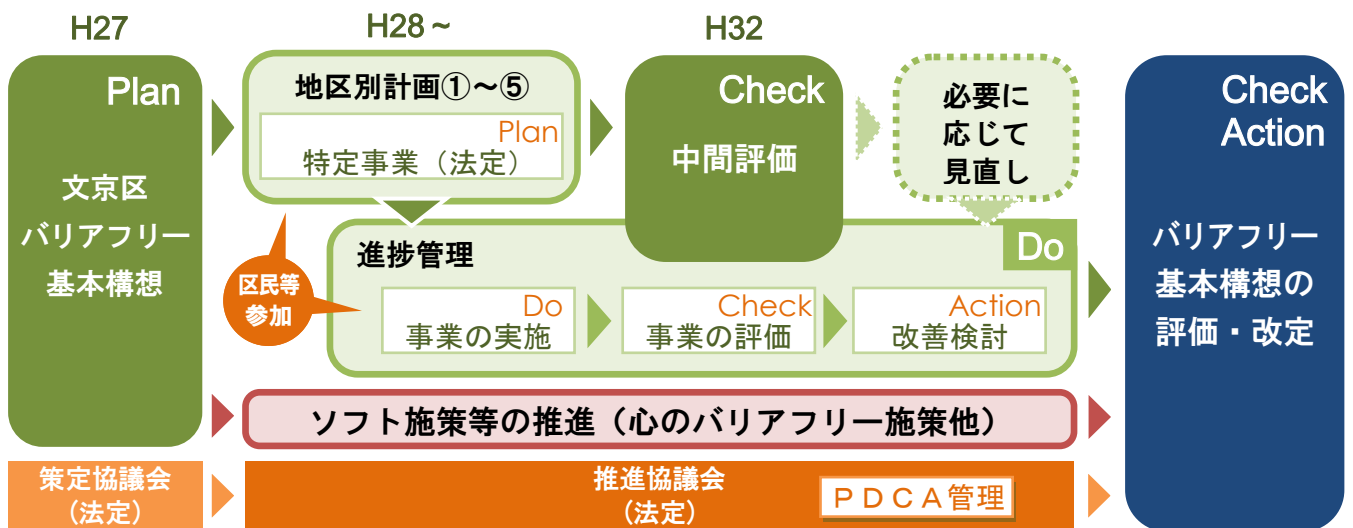 H27
H28～
H32
Plan
文京区
バリアフリー
基本構想
地区別計画①～⑤
Plan
特定事業（法定）
Check
中間評価
必要に
応じて
見直し
Check
Action
バリアフリー
基本構想の
評価・改定
区民等
参加
進捗管理
Do
Do
事業の実施
Check
事業の評価
Action
改善検討
ソフト施策等の推進（心のバリアフリー施策他）
策定協議会
（法定）
推進協議会
（法定）
ＰＤＣＡ管理